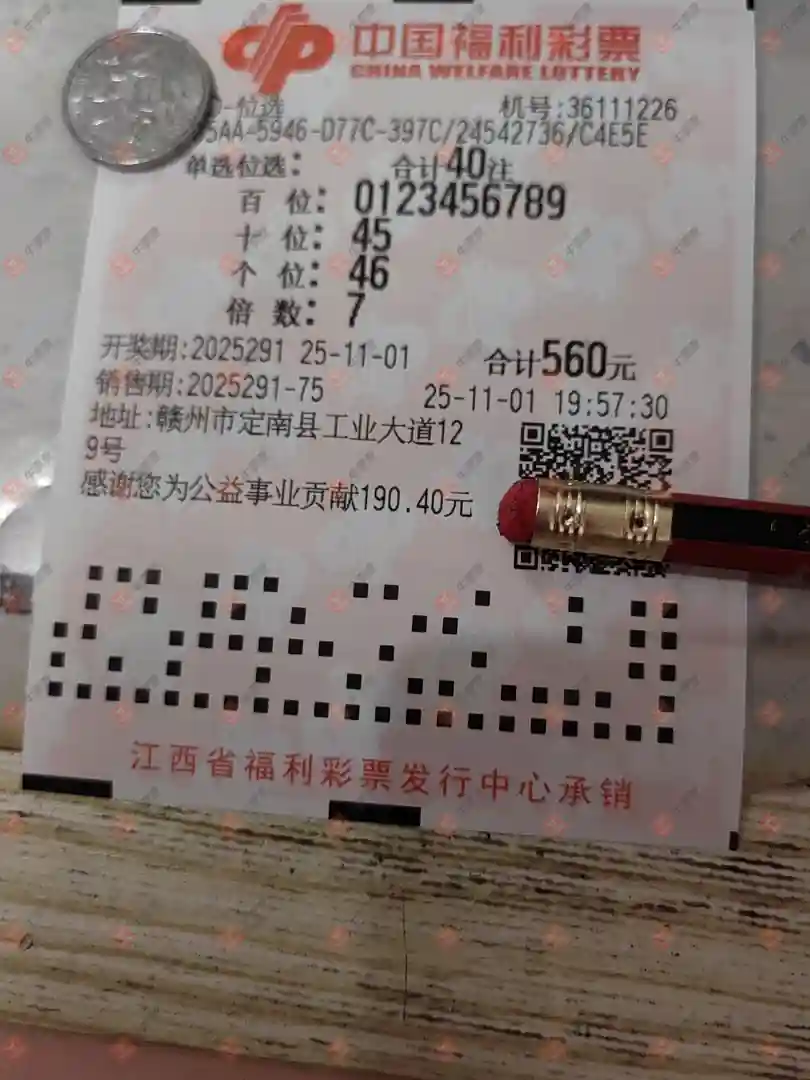 中国福利彩票
CHINA WELFARE LOTTERY
D-位选 机号:36111226
5AA-5946-D77C-397C/24542736/C4E5E
单选位选: 合计40注
百 位: 0123456789
十 位: 45
个 位: 46
倍 数: 7
开奖期:2025291 25-11-01 合计560元
销售期:2025291-75 25-11-01 19:57:30
地址:赣州市定南县工业大道12
9号
感谢您为公益事业贡献190.40元
江西省福利彩票发行中心承销